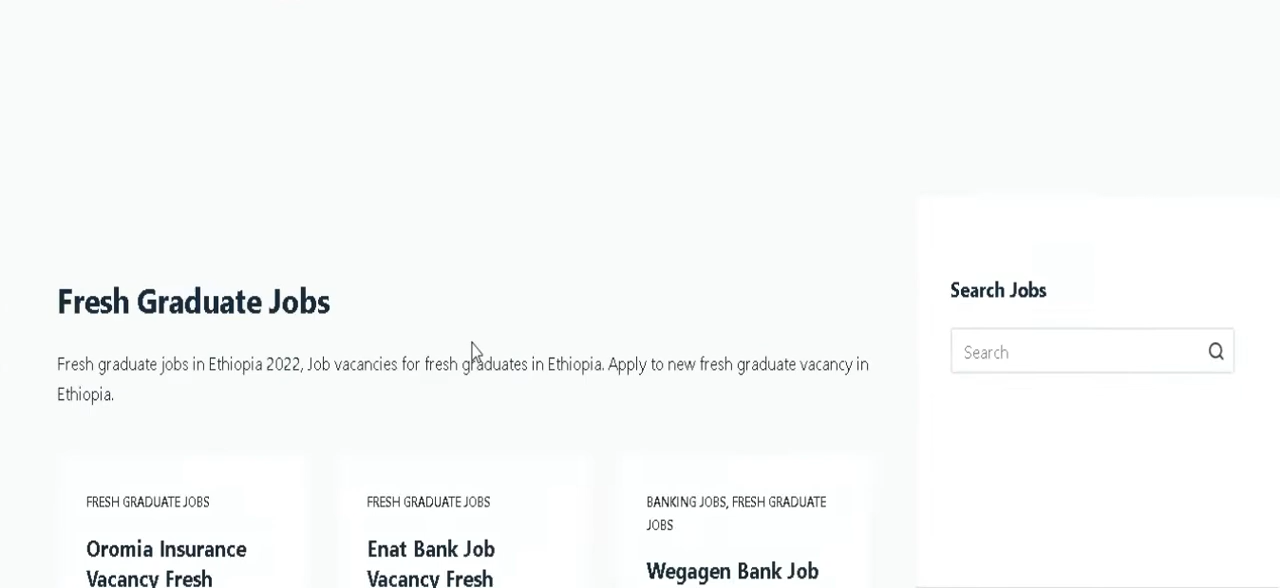 Fresh Graduate Jobs
Fresh graduate jobs in Ethiopia 2022, Job vacancies for fresh graduates in Ethiopia. Apply to new fresh graduate vacancy in
Ethiopia.
Search Jobs
Search
FRESH GRADUATE JOBS
Oromia Insurance
Vacancy Fresh
FRESH GRADUATE JOBS
Enat Bank Job
Vacancy Fresh
BANKING JOBS, FRESH GRADUATE
JOBS
Wegagen Bank Job